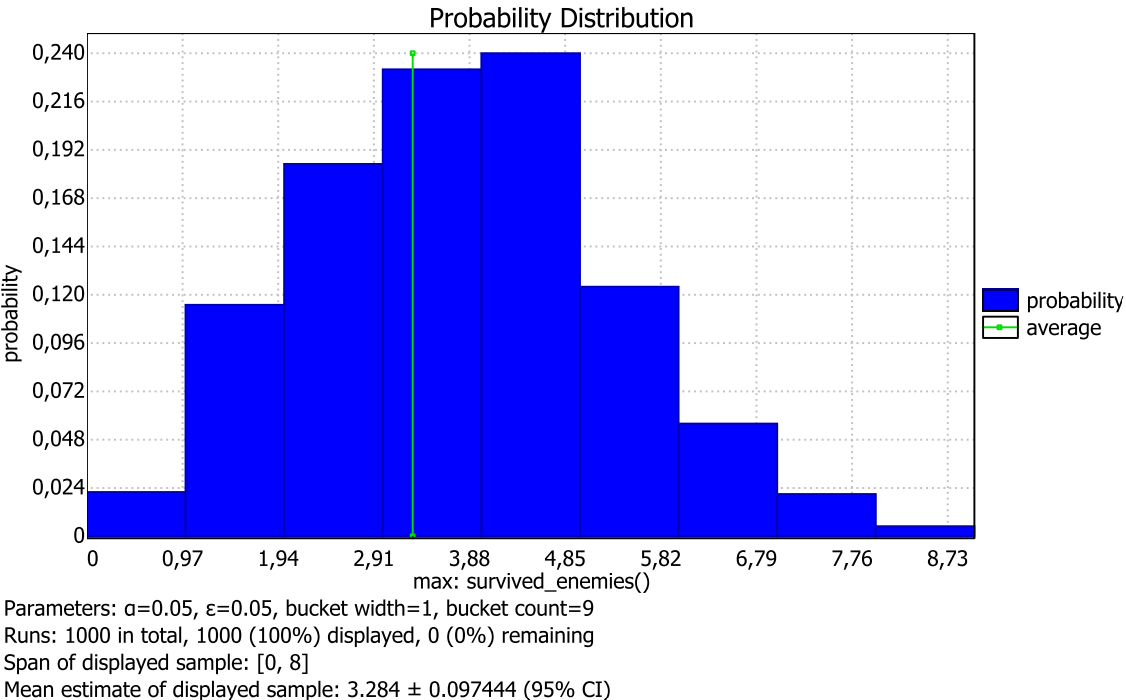 Probability Distribution
0,240
0,216
0,192
0,168
0,144
0,120
0,096
0,072
0,048
0,024
0
probability
0 0,97 1,94 2,91 3,88 4,85 5,82 6,79 7,76 8,73
max: survived_enemies()
probability
average
Parameters: α=0.05, ε=0.05, bucket width=1, bucket count=9
Runs: 1000 in total, 1000 (100%) displayed, 0 (0%) remaining
Span of displayed sample: [0, 8]
Mean estimate of displayed sample: 3.284 ± 0.097444 (95% CI)